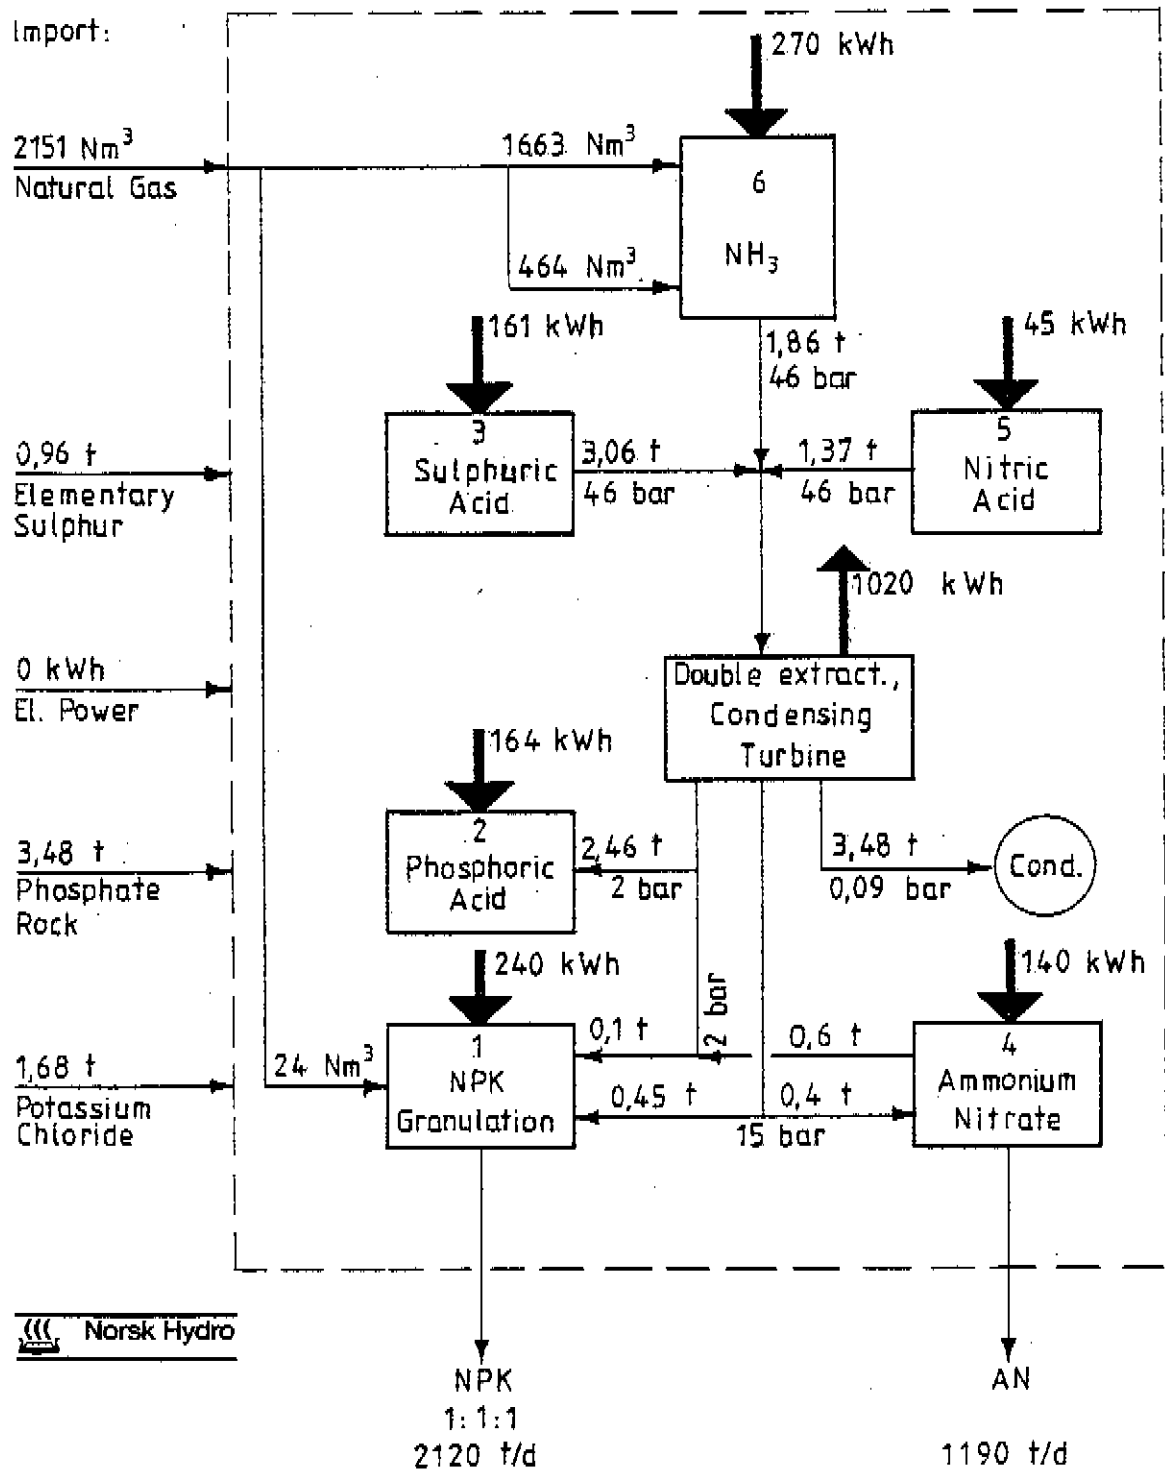 Import:
270 kWh
2151 Nm³
Natural Gas
1663 Nm³
6
NH₃
464 Nm³
161 kWh
1,86 t
46 bar
45 kWh
3
Sulphuric
Acid
3,06 t
46 bar
1,37 t
46 bar
5
Nitric
Acid
0,96 t
Elementary
Sulphur
1020 kWh
0 kWh
El. Power
Double extract.,
Condensing
Turbine
164 kWh
2
Phosphoric
Acid
2,46 t
2 bar
3,48 t
0,09 bar
Cond.
3,48 t
Phosphate
Rock
240 kWh
140 kWh
2 bar
1
NPK
Granulation
0,1 t
0,6 t
4
Ammonium
Nitrate
24 Nm³
0,45 t
0,4 t
15 bar
1,68 t
Potassium
Chloride
Norsk Hydro
NPK
1:1:1
2120 t/d
AN
1190 t/d